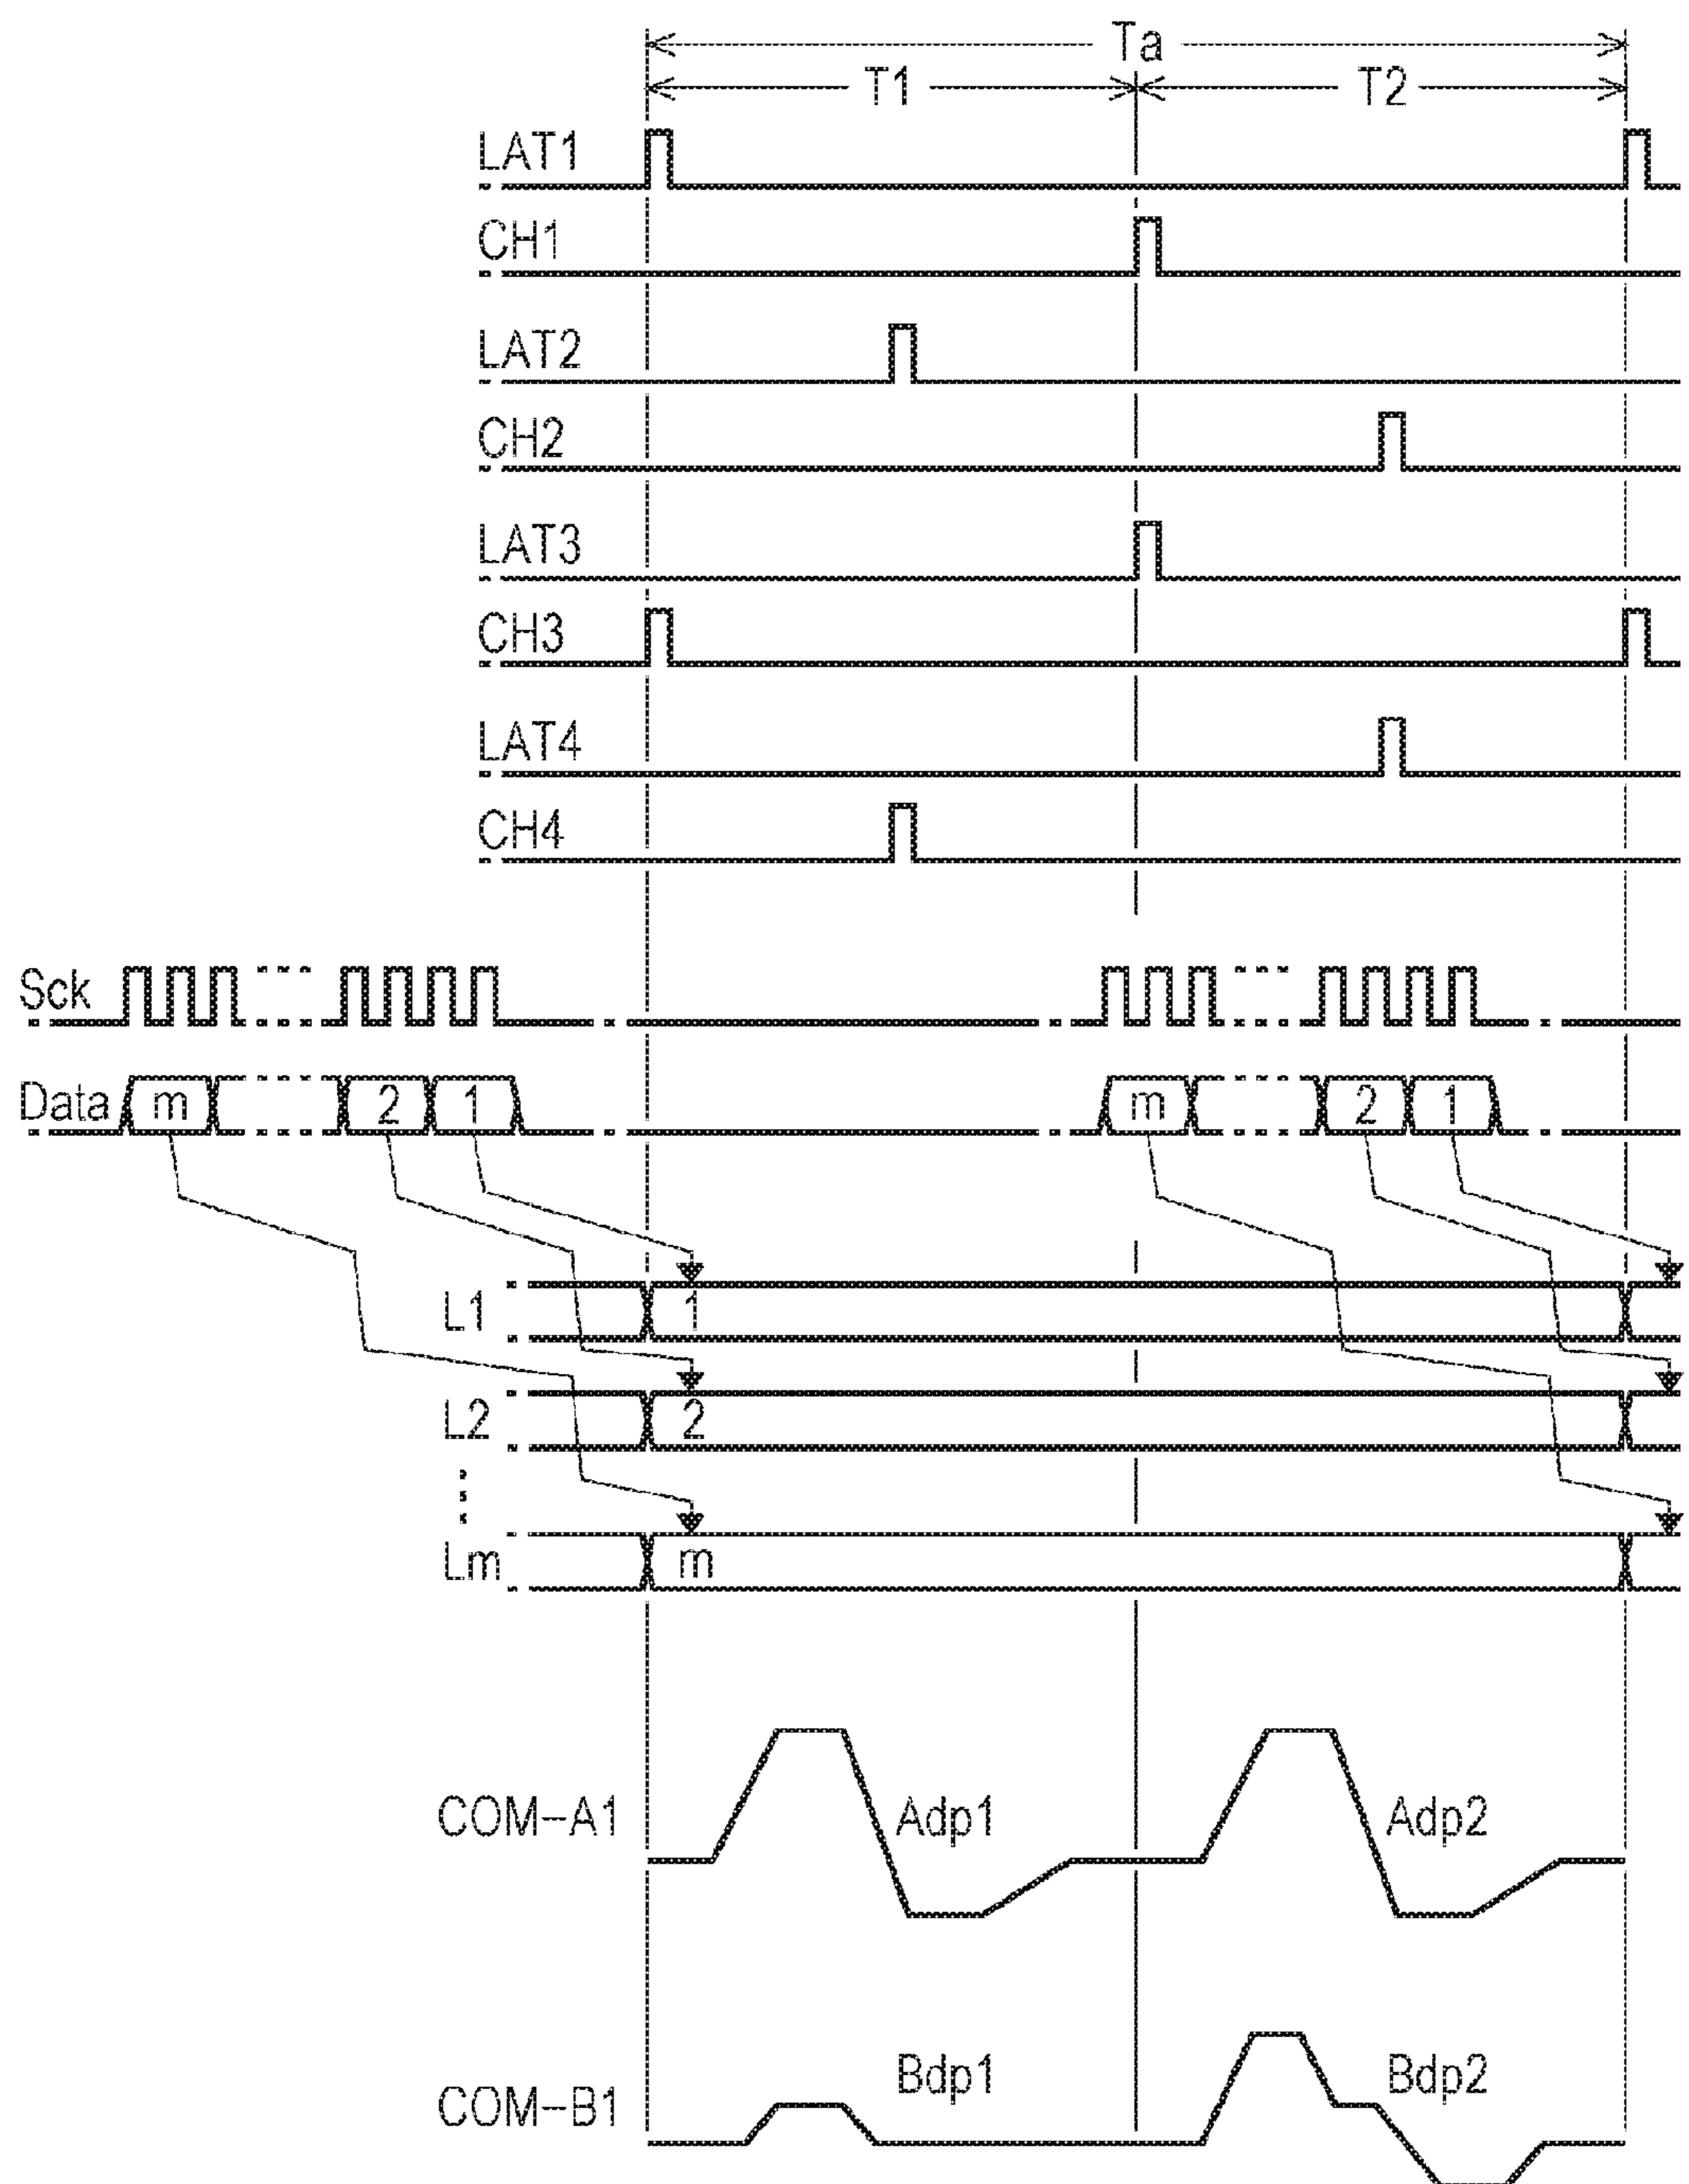 Ta
T1 T2
LAT1
CH1
LAT2
CH2
LAT3
CH3
LAT4
CH4
Sck
Data m 2 1 m 2 1
L1 1
L2 2
Lm m
COM-A1 Adp1 Adp2
COM-B1 Bdp1 Bdp2